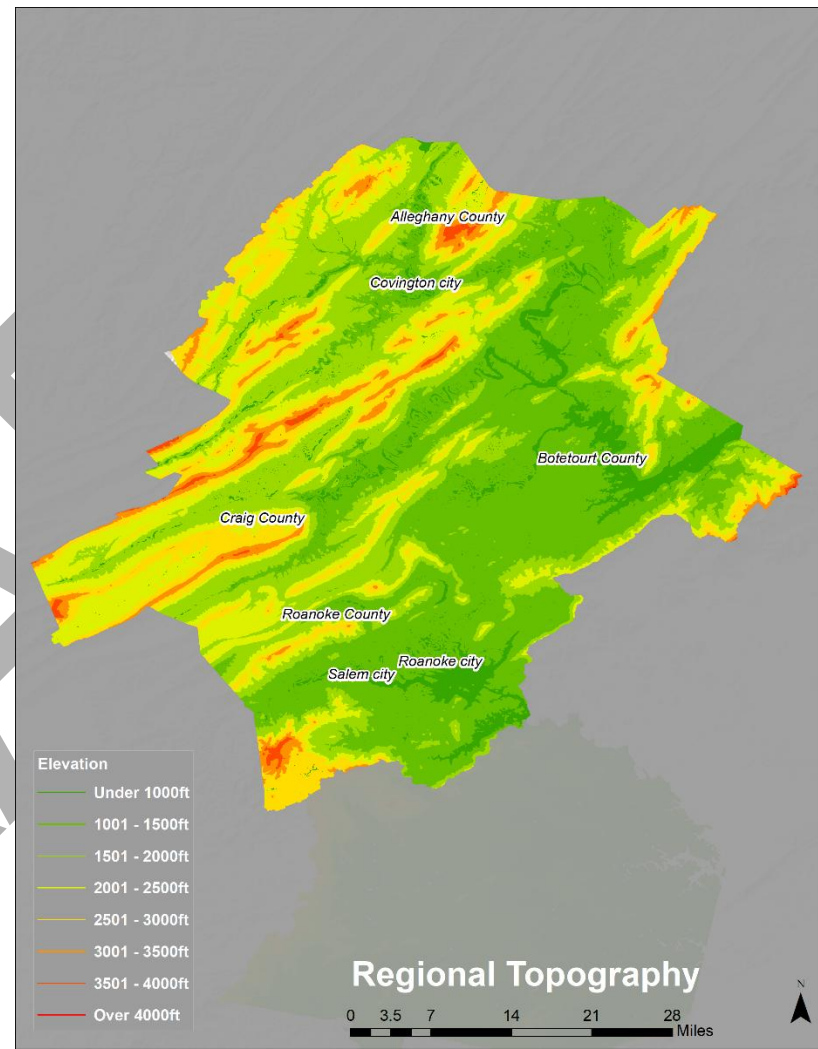 Alleghany County
Covington city
Botetourt County
Craig County
Roanoke County
Roanoke city
Salem city
Elevation
Under 1000ft
1001 - 1500ft
1501 - 2000ft
2001 - 2500ft
2501 - 3000ft
3001 - 3500ft
3501 - 4000ft
Over 4000ft
Regional Topography
N
0 3.5 7 14 21 28
Miles